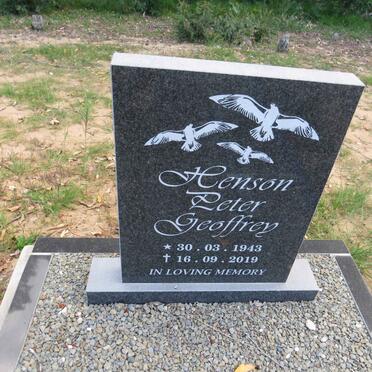 Henson
Peter
Geoffrey
★ 30 . 03 . 1943
✝ 16 . 09 . 2019
IN LOVING MEMORY